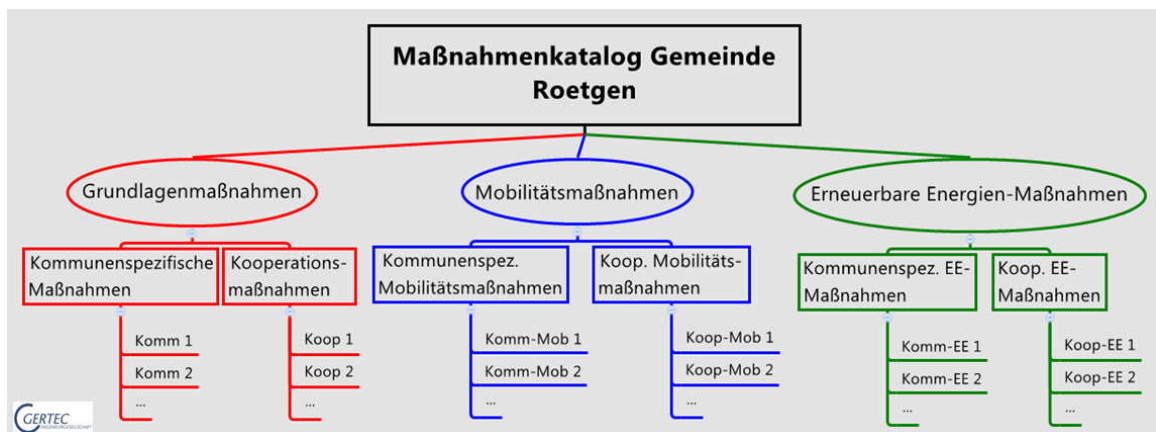 Maßnahmenkatalog Gemeinde
Roetgen
Grundlagenmaßnahmen
Mobilitätsmaßnahmen
Erneuerbare Energien-Maßnahmen
Kommunenspezifische
Maßnahmen
Kooperations-
maßnahmen
Kommunenspez.
Mobilitätsmaßnahmen
Koop. Mobilitäts-
maßnahmen
Kommunenspez. EE-
Maßnahmen
Koop. EE-
Maßnahmen
Komm 1
Komm 2
...
Koop 1
Koop 2
...
Komm-Mob 1
Komm-Mob 2
...
Koop-Mob 1
Koop-Mob 2
...
Komm-EE 1
Komm-EE 2
...
Koop-EE 1
Koop-EE 2
...
GERTEC
INGENIEURGESELLSCHAFT